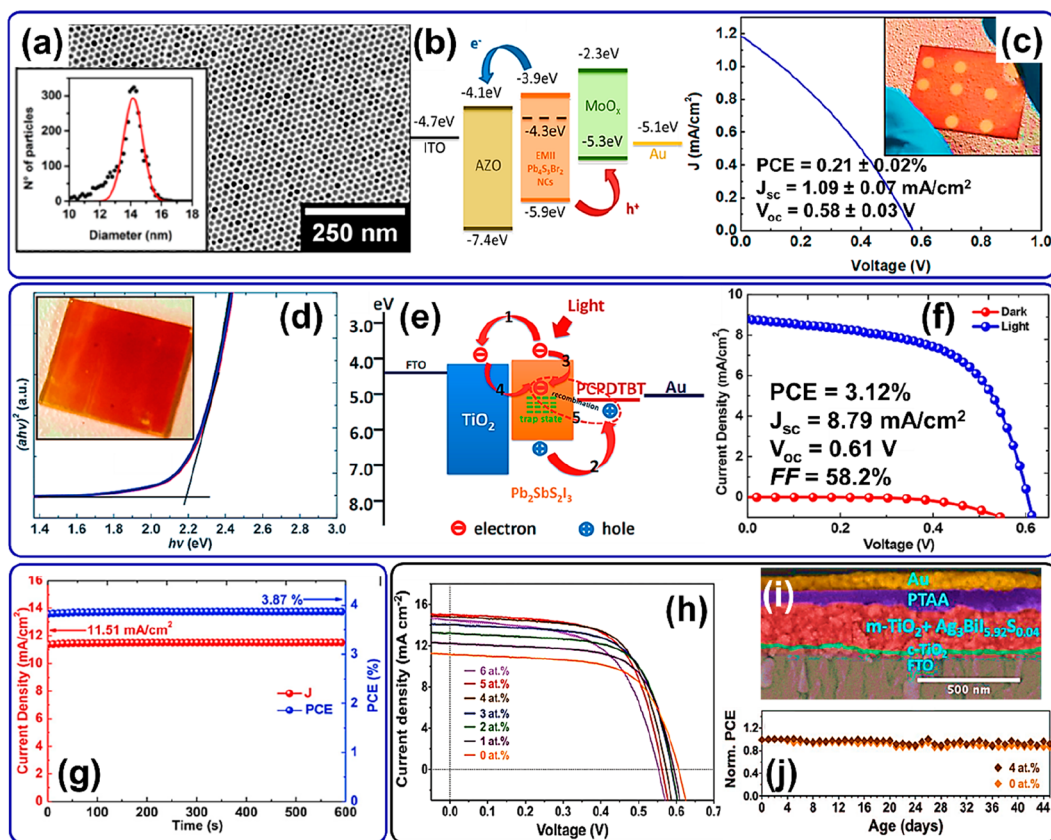 (a)
N° of particles
300
200
100
0
10 12 14 16 18
Diameter (nm)
250 nm
(b)
e-
-4.7eV
ITO
-4.1eV
AZO
-7.4eV
-3.9eV
-4.3eV
EMII
Pb4S3Br2
NCs
-5.9eV
-2.3eV
MoOx
-5.3eV
h+
-5.1eV
Au
(c)
J (mA/cm²)
1.2
1.0
0.8
0.6
0.4
0.2
0.0
PCE = 0.21 ± 0.02%
Jsc = 1.09 ± 0.07 mA/cm²
Voc = 0.58 ± 0.03 V
0.0 0.2 0.4 0.6 0.8 1.0
Voltage (V)
(d)
(ahν)² (a.u.)
1.4 1.7 2.0 2.3 2.6 3.0
hν (eV)
(e)
eV
3.0
4.0
5.0
6.0
7.0
8.0
FTO
TiO2
Light
1
3
4
recombination
trap state
5
2
PCPDTBT
Au
Pb2SbS2I3
electron
hole
(f)
Current Density (mA/cm²)
10
8
6
4
2
0
Dark
Light
PCE = 3.12%
Jsc = 8.79 mA/cm²
Voc = 0.61 V
FF = 58.2%
0.0 0.2 0.4 0.6
Voltage (V)
(g)
Current Density (mA/cm²)
16
14
12
10
8
6
4
2
0
3.87 %
11.51 mA/cm²
J
PCE
PCE (%)
4
3
2
1
0
0 100 200 300 400 500 600
Time (s)
(h)
Current density (mA cm-2)
16
12
8
4
0
6 at.%
5 at.%
4 at.%
3 at.%
2 at.%
1 at.%
0 at.%
0.0 0.1 0.2 0.3 0.4 0.5 0.6 0.7
Voltage (V)
(i)
Au
PTAA
m-TiO2+ Ag3BiI5.92S0.04
c-TiO2
FTO
500 nm
(j)
Norm. PCE
1.2
0.8
0.4
0.0
4 at.%
0 at.%
0 4 8 12 16 20 24 28 32 36 40 44
Age (days)